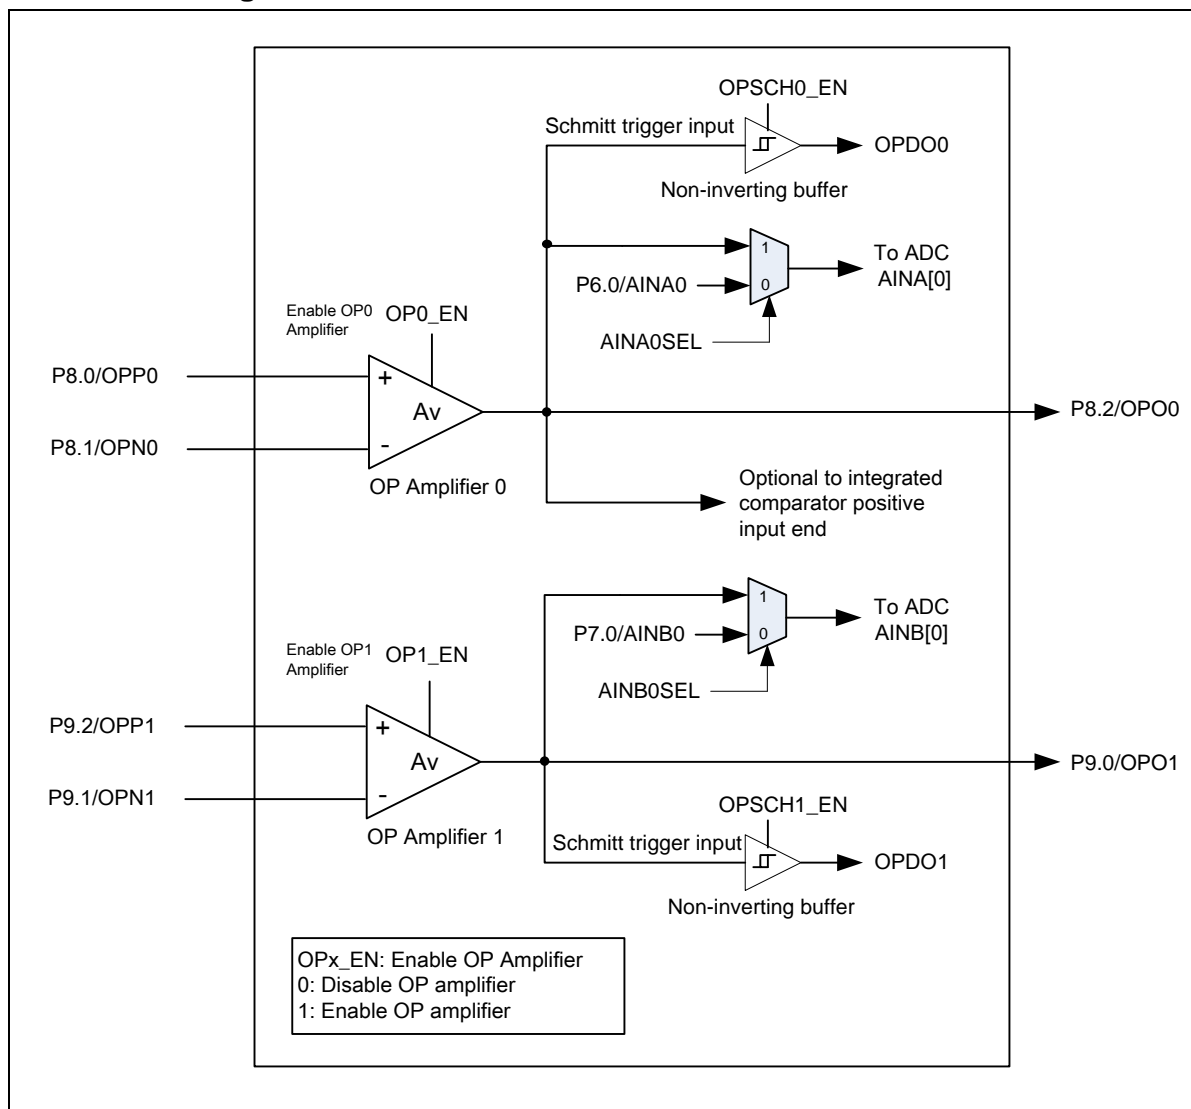 OPSCH0_EN
Schmitt trigger input
OPDO0
Non-inverting buffer
1
To ADC
AINA[0]
P6.0/AINA0
0
Enable OP0
Amplifier
OP0_EN
AINA0SEL
P8.0/OPP0
+
Av
P8.2/OPO0
P8.1/OPN0
-
OP Amplifier 0
Optional to integrated
comparator positive
input end
1
To ADC
AINB[0]
P7.0/AINB0
0
Enable OP1
Amplifier
OP1_EN
AINB0SEL
P9.2/OPP1
+
Av
P9.0/OPO1
P9.1/OPN1
-
OPSCH1_EN
OP Amplifier 1
Schmitt trigger input
OPDO1
Non-inverting buffer
OPx_EN: Enable OP Amplifier
0: Disable OP amplifier
1: Enable OP amplifier